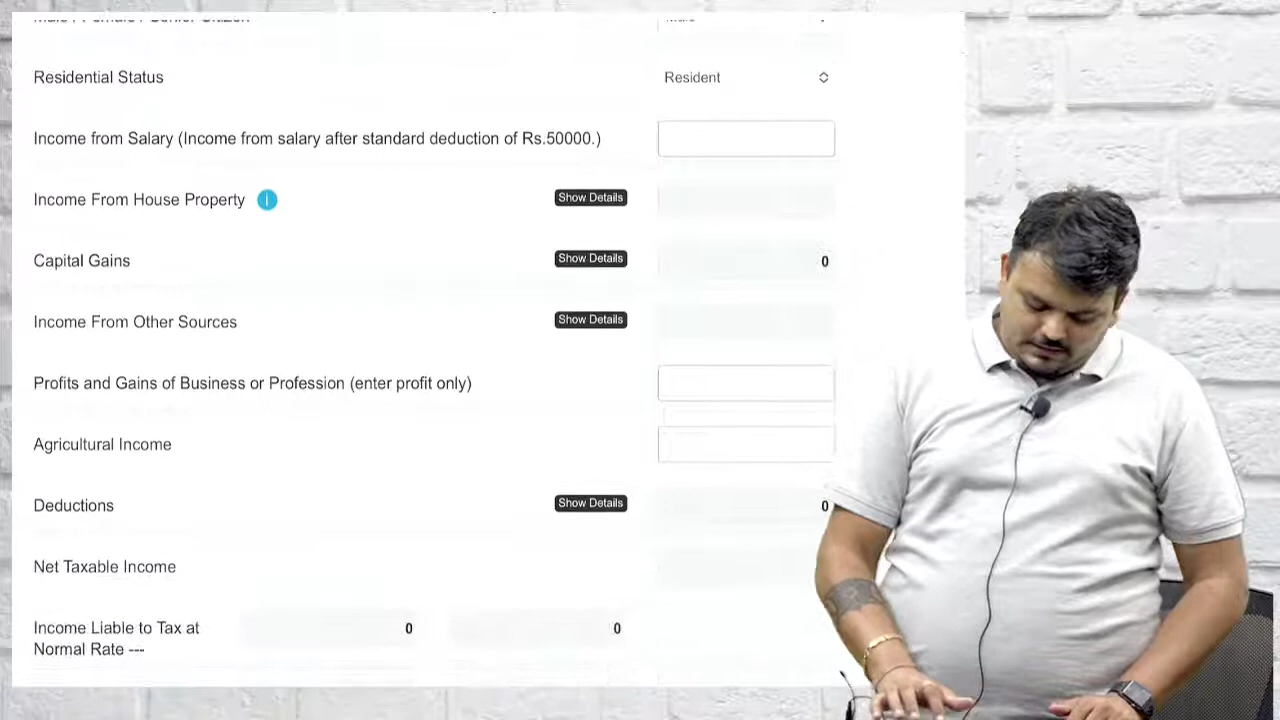 Residential Status
Resident
Income from Salary (Income from salary after standard deduction of Rs.50000.)
Income From House Property i
Show Details
Capital Gains
Show Details
0
Income From Other Sources
Show Details
Profits and Gains of Business or Profession (enter profit only)
Agricultural Income
Deductions
Show Details
0
Net Taxable Income
Income Liable to Tax at
Normal Rate ---
0
0